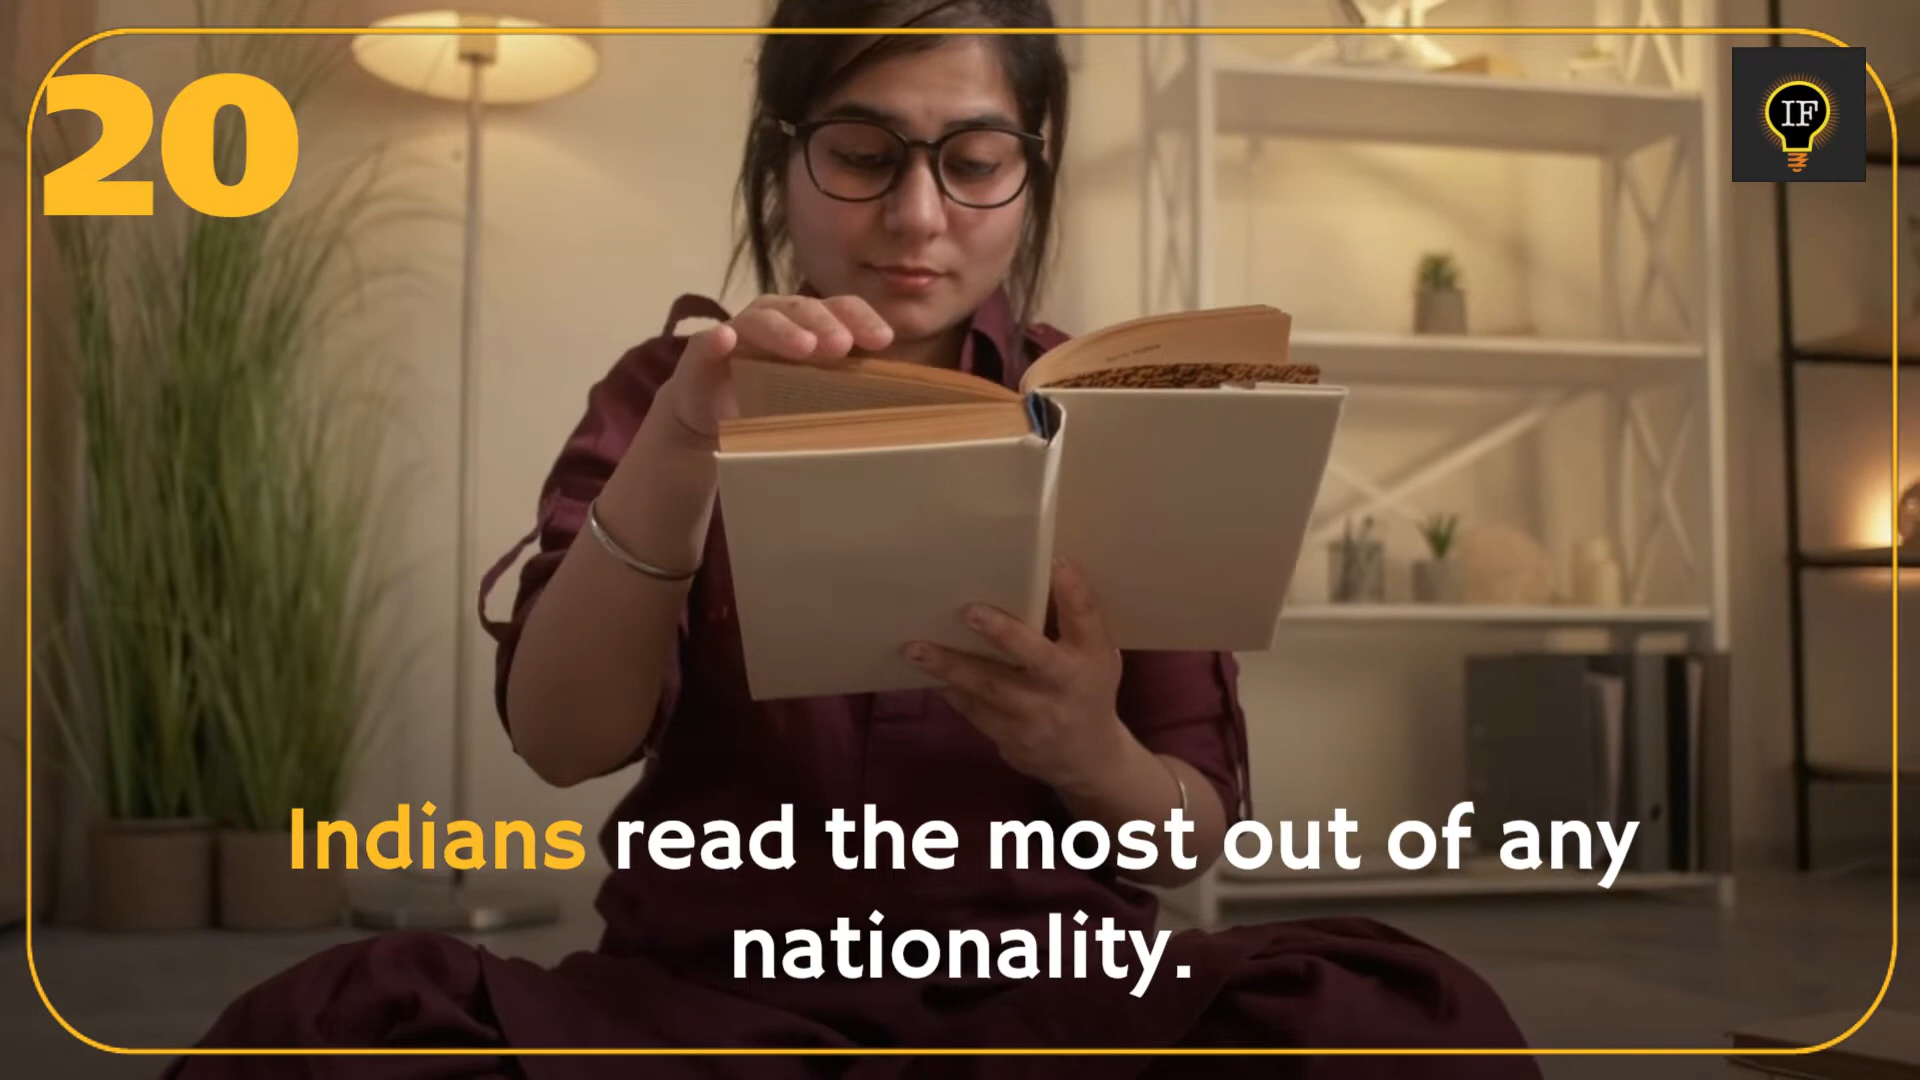 20
IF
Indians read the most out of any
nationality.